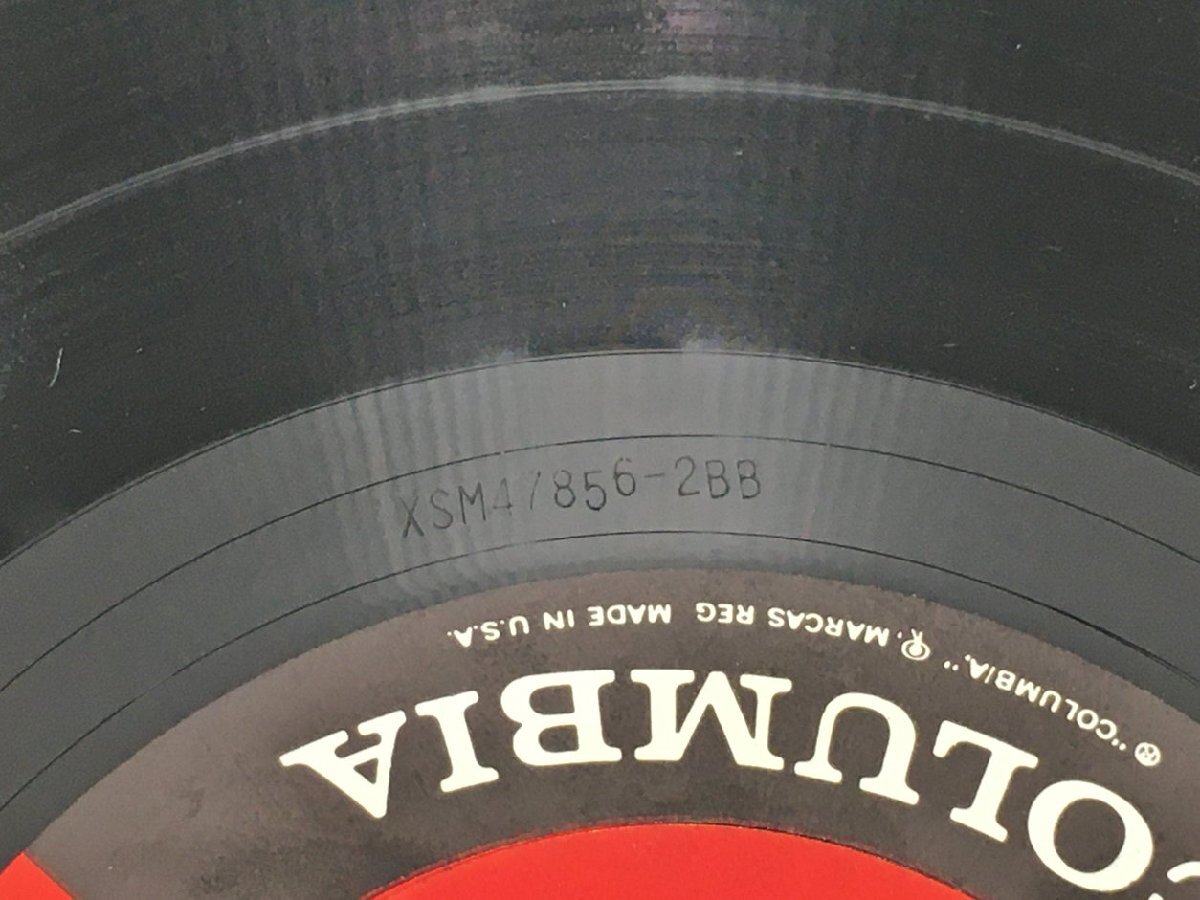 XSM47856-2BB
® "COLUMBIA," MARCAS REG. MADE IN U.S.A.
COLUMBIA